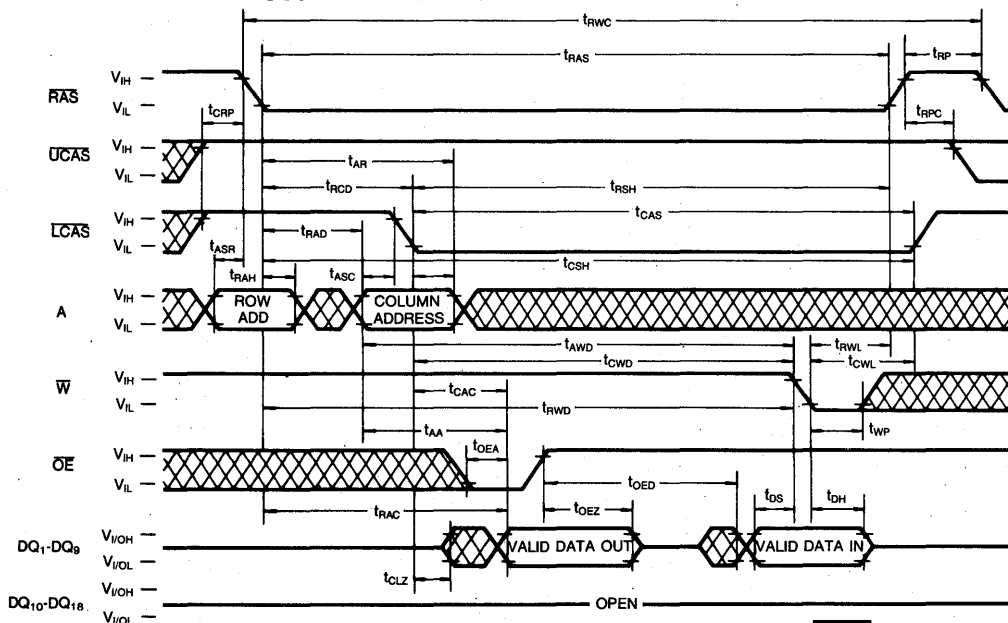 tRWC
tRAS
tRP
RAS
VIH
VIL
tCRP
tRPC
UCAS
VIH
VIL
tAR
tRCD
tRSH
LCAS
VIH
VIL
tCAS
tRAD
tASR
tCSH
tRAH
tASC
A
VIH
VIL
ROW ADD
COLUMN ADDRESS
tAWD
tRWL
tCWD
tCWL
W
VIH
VIL
tCAC
tRWD
tWP
tAA
OE
VIH
VIL
tOEA
tOED
tRAC
tOEZ
tDS
tDH
DQ1-DQ9
VI/OH
VI/OL
VALID DATA OUT
VALID DATA IN
tCLZ
DQ10-DQ18
VI/OH
VI/OL
OPEN